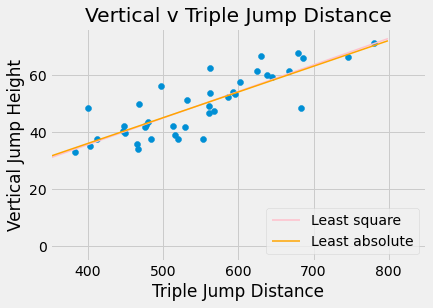 Vertical v Triple Jump Distance
Vertical Jump Height
60
40
20
0
Least square
Least absolute
400 500 600 700 800
Triple Jump Distance